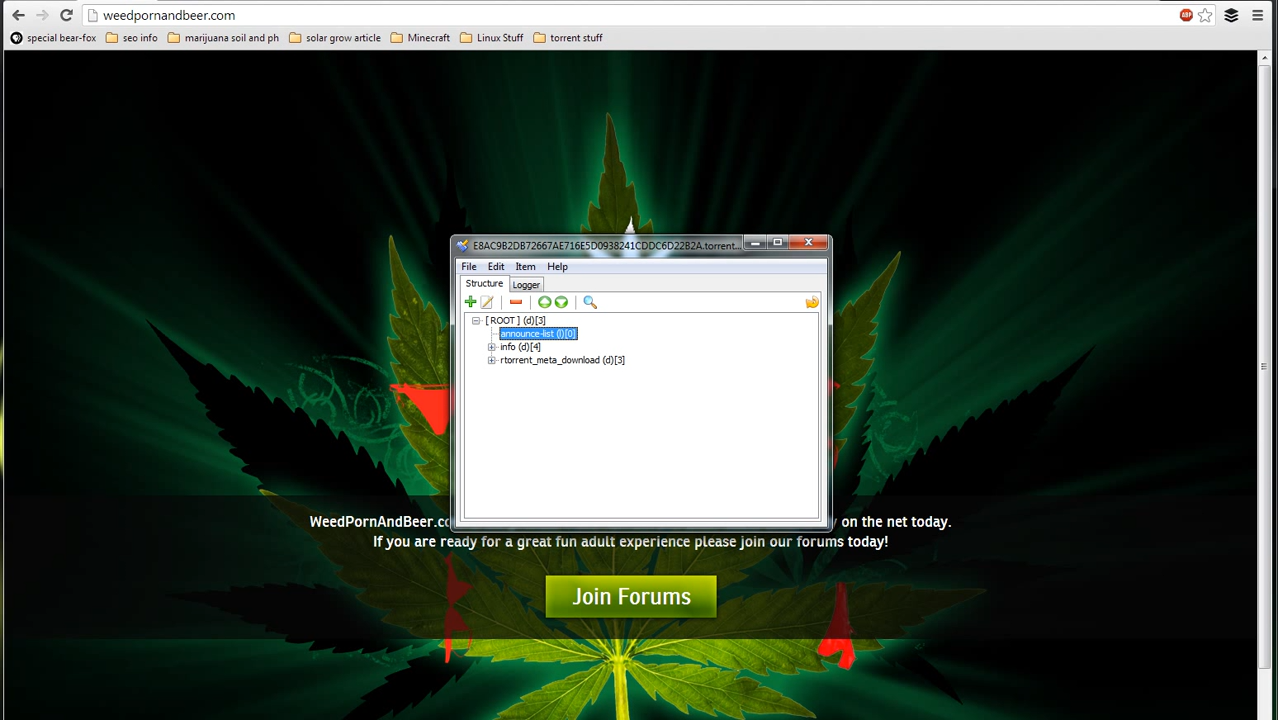 weedpornandbeer.com
ABP
special bear-fox seo info marijuana soil and ph solar grow article Minecraft Linux Stuff torrent stuff
E8AC9B2DB72667AE716E5D0938241CDDC6D22B2A.torrent...
File Edit Item Help
Structure Logger
[ ROOT ] (d)[3]
announce-list (l)[0]
info (d)[4]
rtorrent_meta_download (d)[3]
WeedPornAndBeer.co on the net today.
If you are ready for a great fun adult experience please join our forums today!
Join Forums